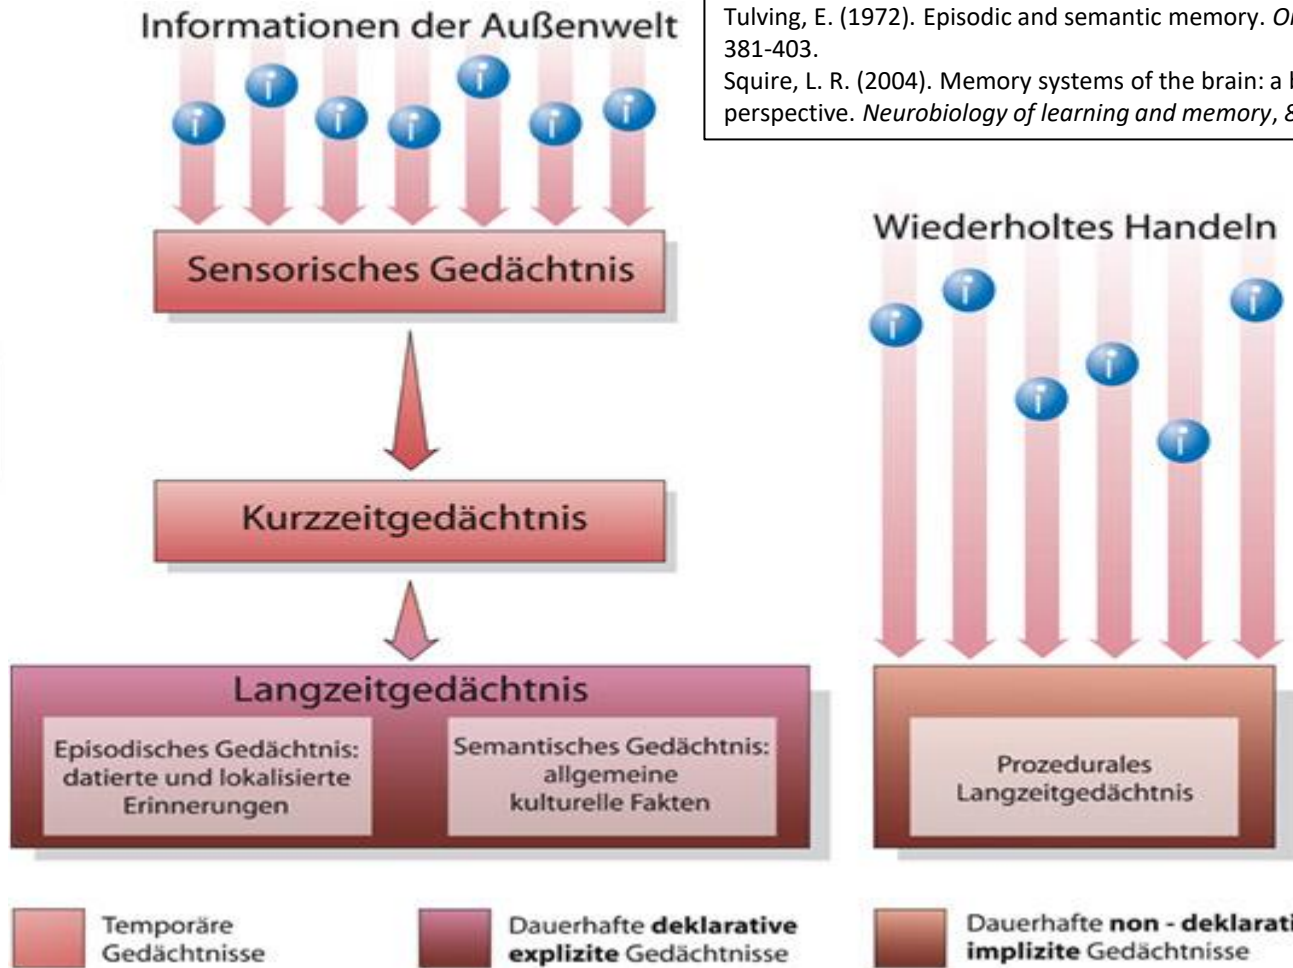 Informationen der Außenwelt
Tulving, E. (1972). Episodic and semantic memory.
381-403.
Squire, L. R. (2004). Memory systems of the brain: a
perspective. Neurobiology of learning and memory,
i
i
i
i
i
i
i
Sensorisches Gedächtnis
Wiederholtes Handeln
i
i
i
i
i
i
Kurzzeitgedächtnis
Langzeitgedächtnis
Episodisches Gedächtnis:
datierte und lokalisierte
Erinnerungen
Semantisches Gedächtnis:
allgemeine
kulturelle Fakten
Prozedurales
Langzeitgedächtnis
Temporäre
Gedächtnisse
Dauerhafte deklarative
explizite Gedächtnisse
Dauerhafte non - deklarati
implizite Gedächtnisse